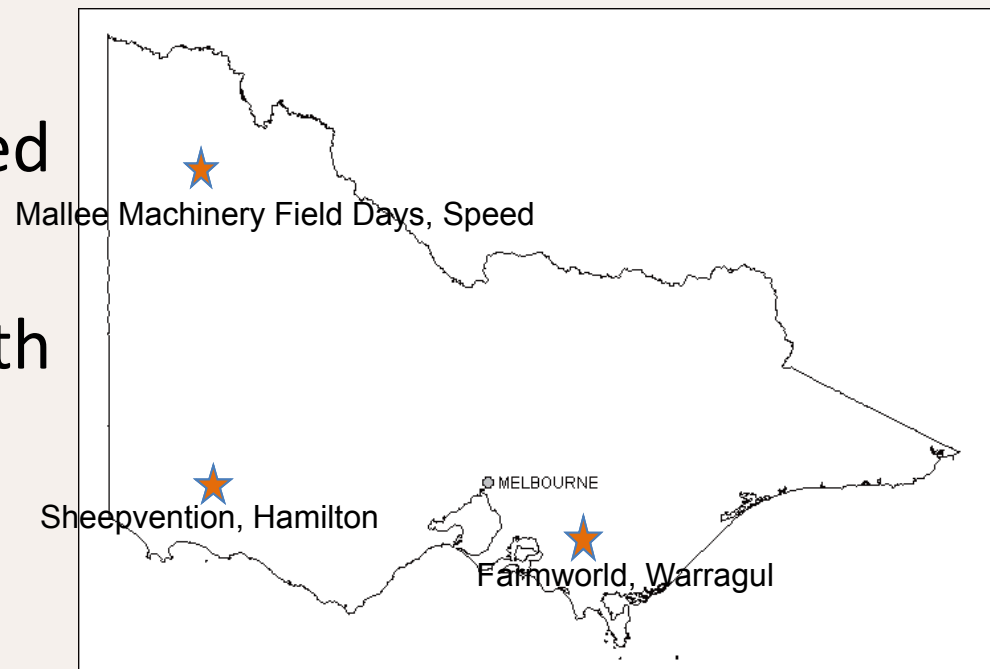 ed
Mallee Machinery Field Days, Speed
th
MELBOURNE
Sheepvention, Hamilton
Farmworld, Warragul